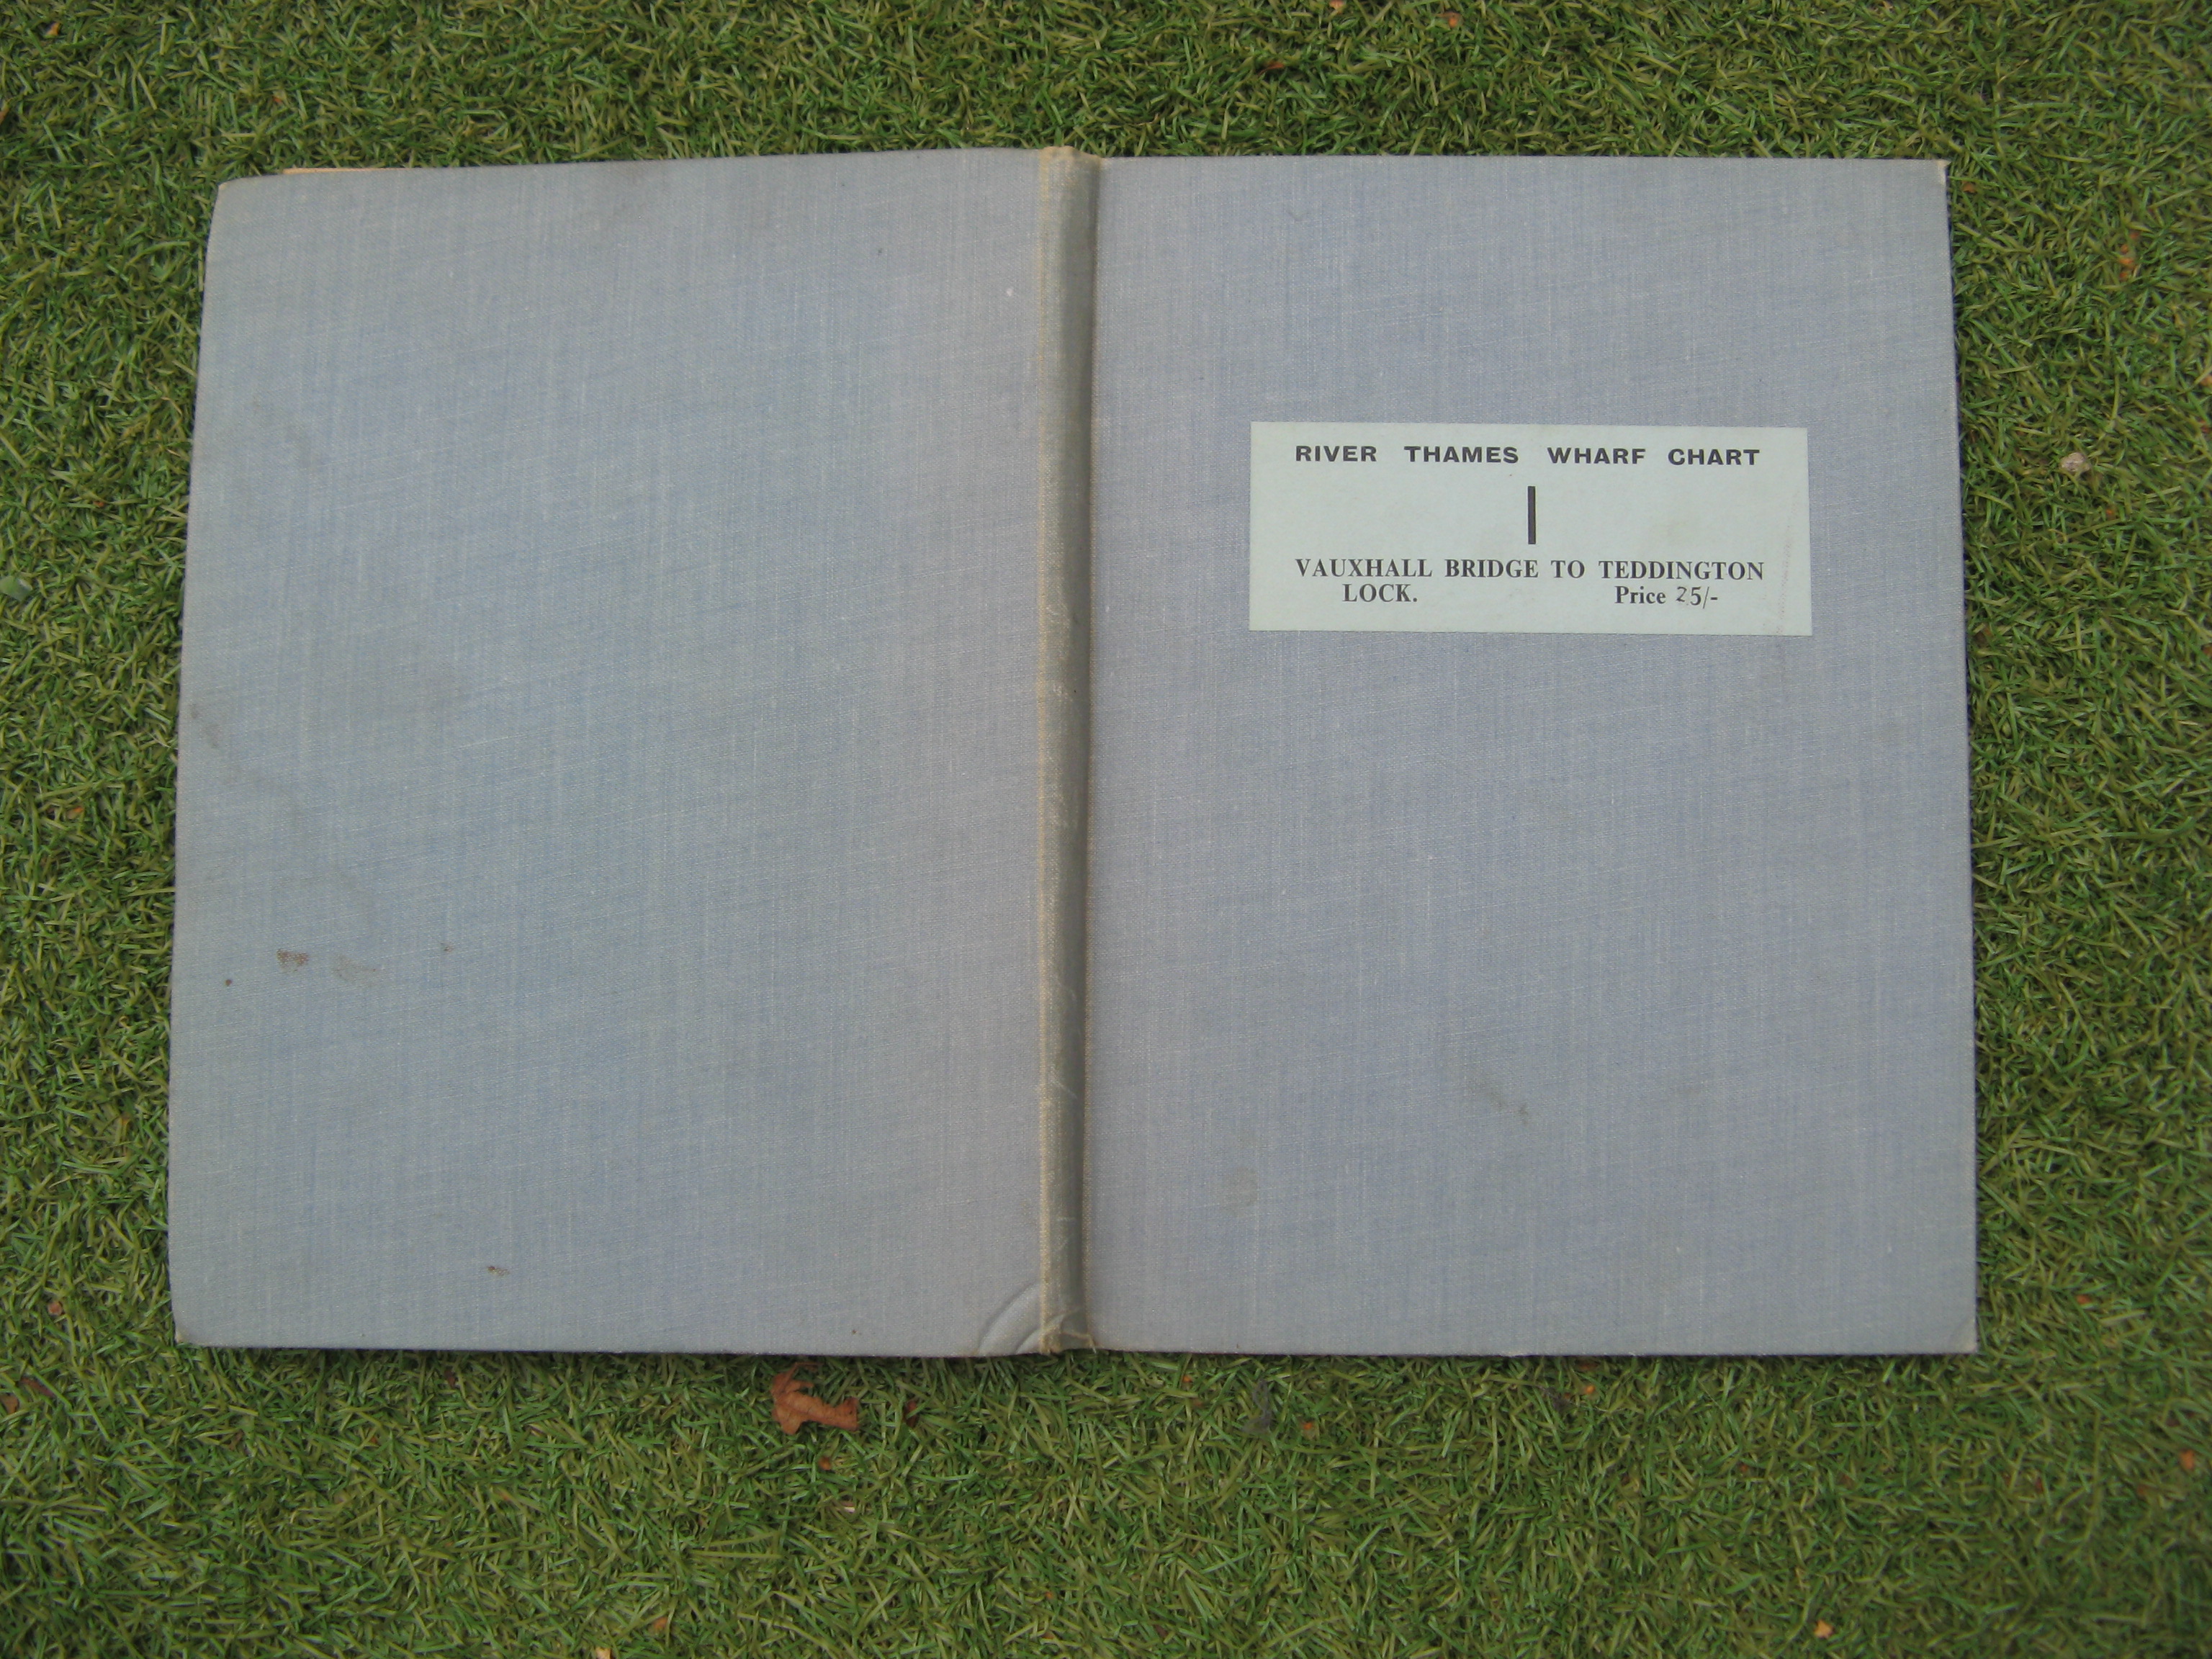 RIVER THAMES WHARF CHART
I
VAUXHALL BRIDGE TO TEDDINGTON
LOCK. Price 25/-